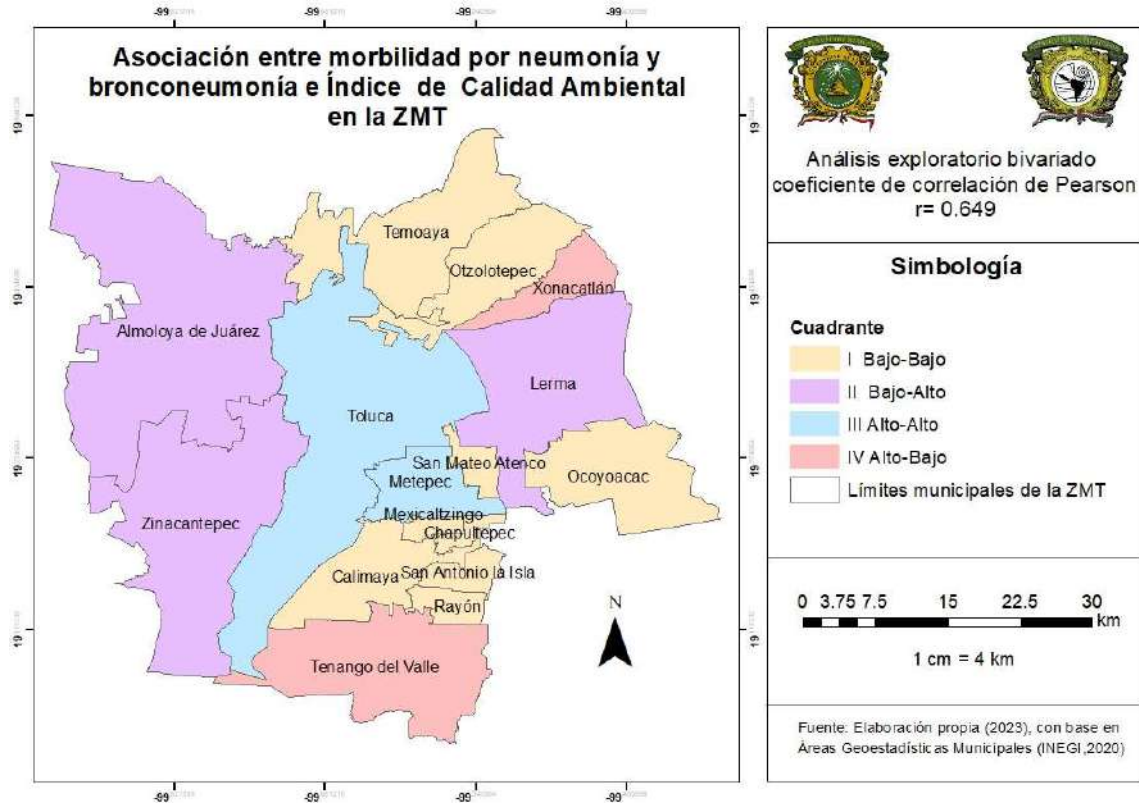 Asociación entre morbilidad por neumonía y
bronconeumonía e Índice de Calidad Ambiental
en la ZMT
Temoaya
Otzolotepec
Xonacatlán
Almoloya de Juárez
Lerma
Toluca
San Mateo Atenco
Metepec
Ocoyoacac
Zinacantepec
Mexicaltzingo
Chapultepec
Calimaya
San Antonio la Isla
Rayón
Tenango del Valle
N
Análisis exploratorio bivariado
coeficiente de correlación de Pearson
r= 0.649
Simbología
Cuadrante
I Bajo-Bajo
II Bajo-Alto
III Alto-Alto
IV Alto-Bajo
Límites municipales de la ZMT
0 3.75 7.5 15 22.5 30
km
1 cm = 4 km
Fuente: Elaboración propia (2023), con base en
Áreas Geoestadísticas Municipales (INEGI,2020)